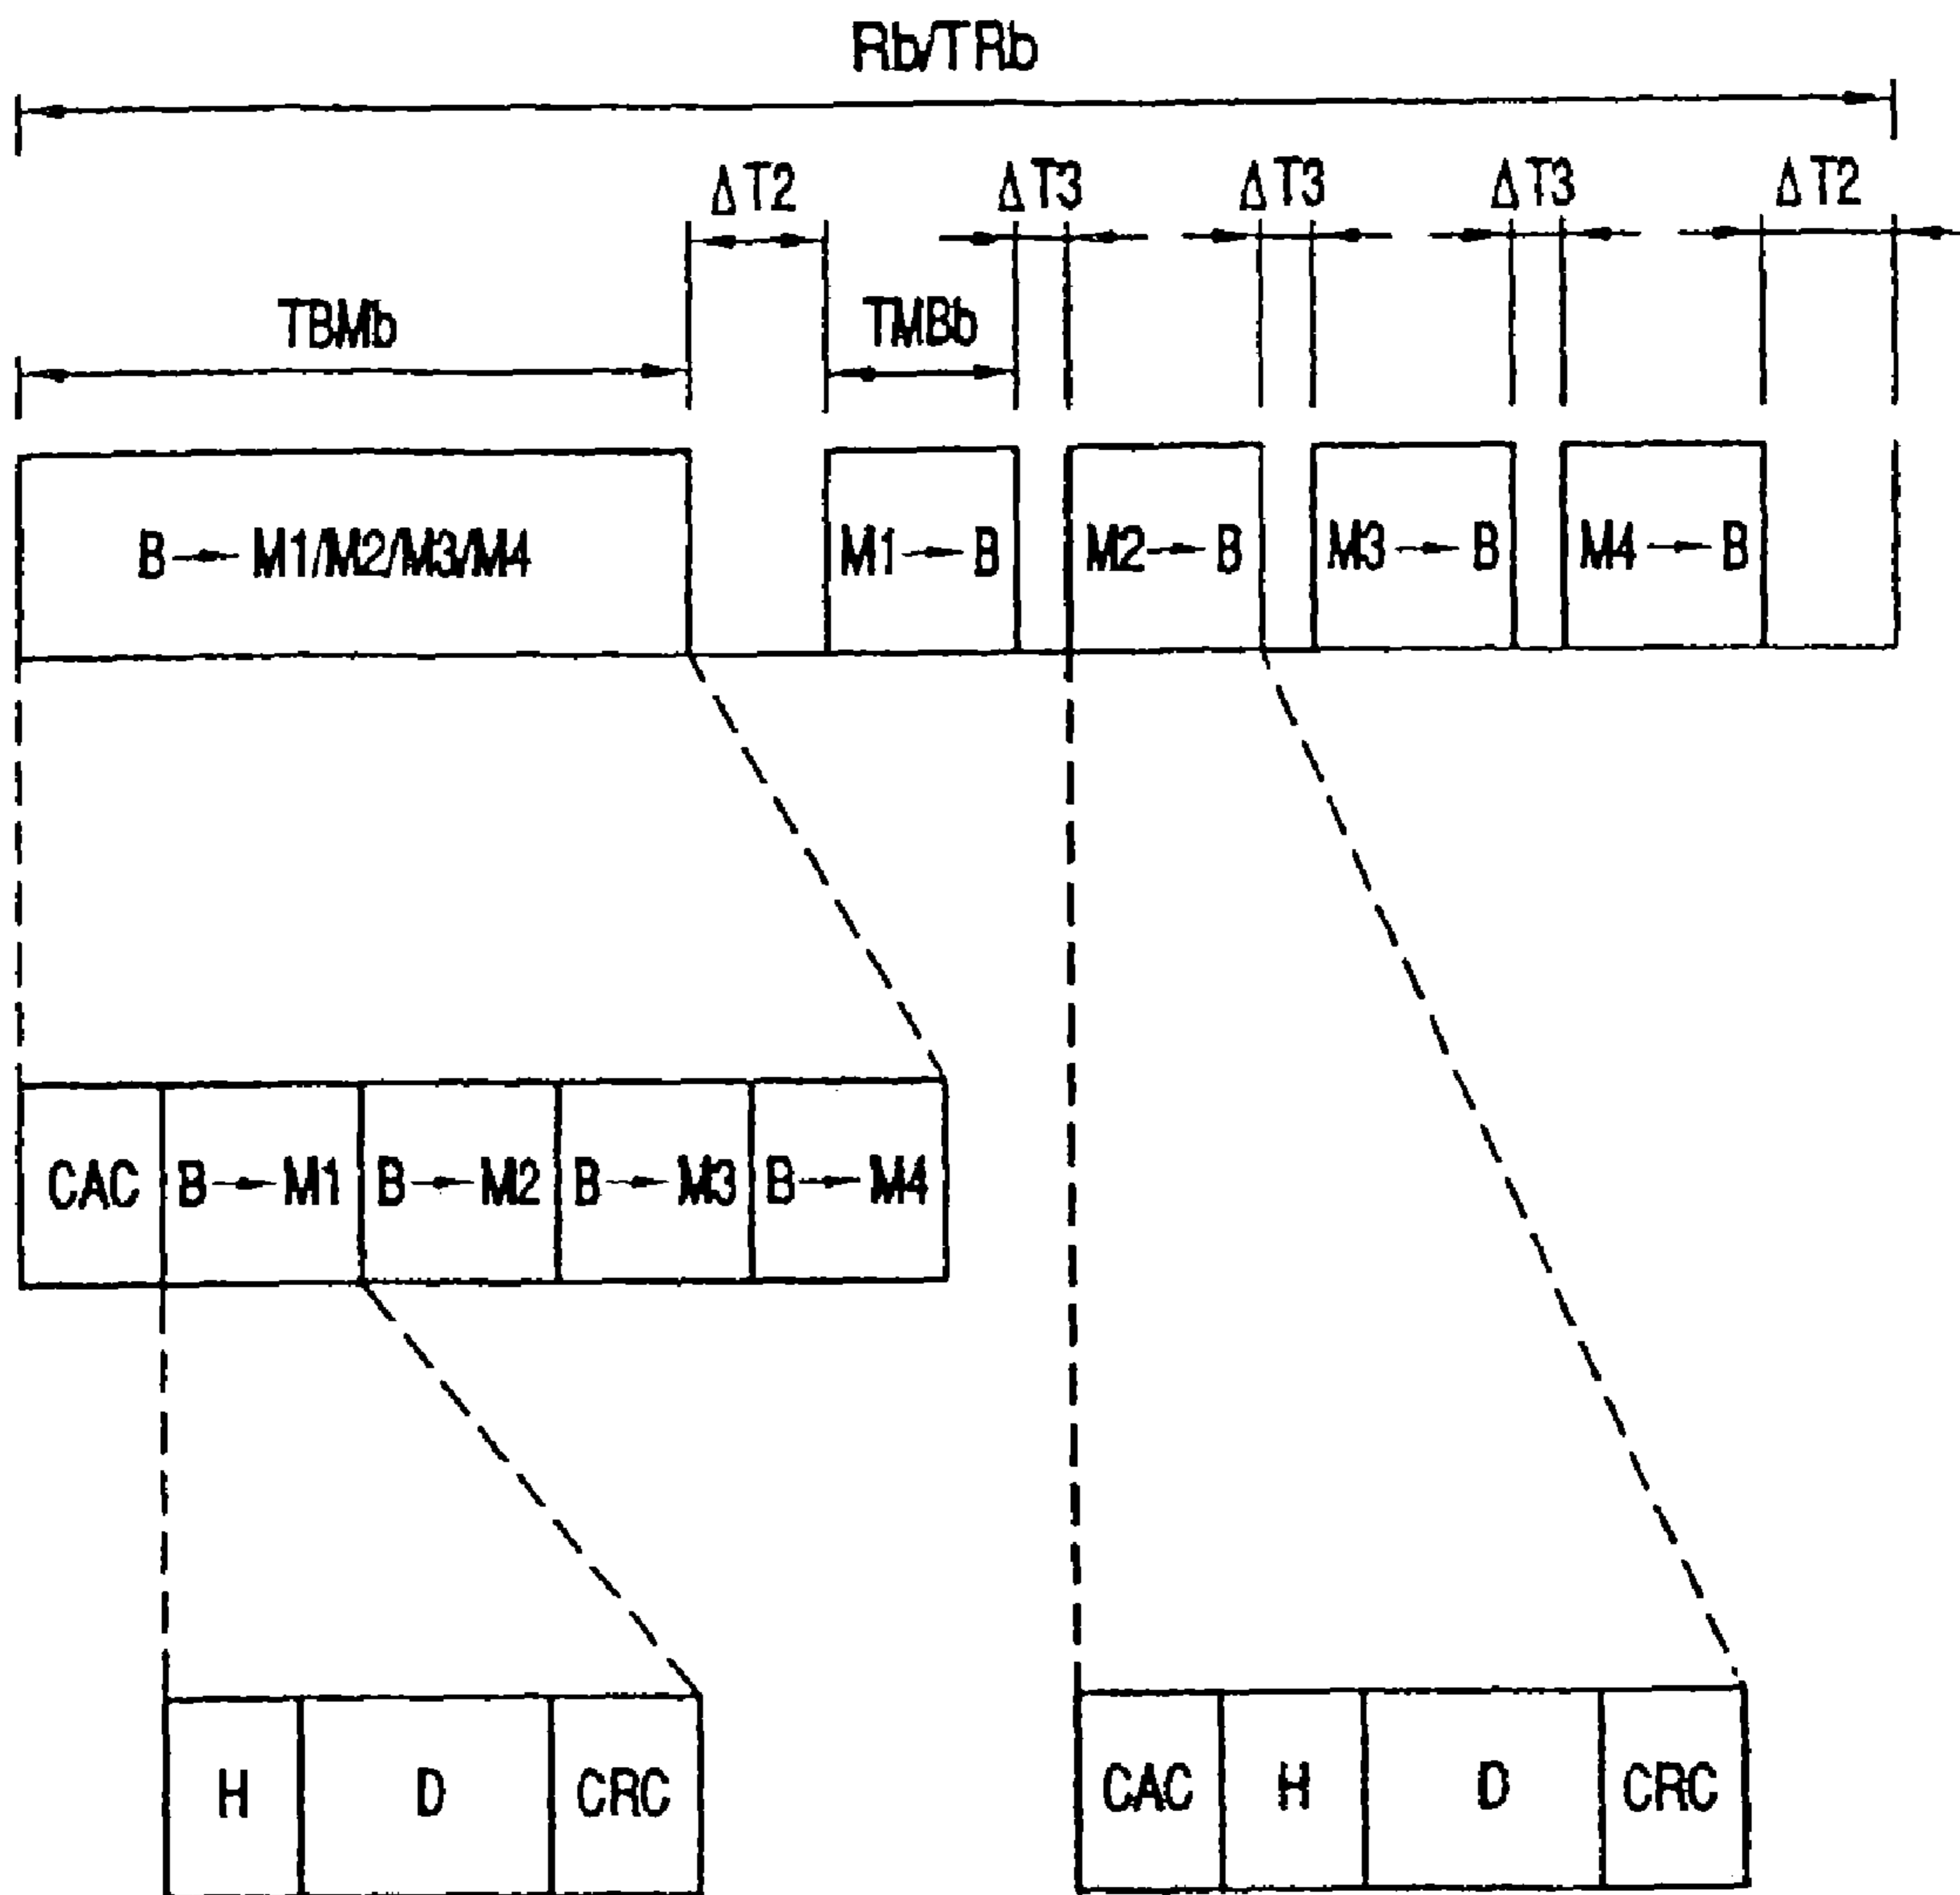 Rb/TRb
ΔT2 ΔT3 ΔT3 ΔT3 ΔT2
TBMb TMBb
B → M1/M2/M3/M4 M1 → B M2 → B M3 → B M4 → B
CAC B → M1 B → M2 B → M3 B → M4
H D CRC CAC H D CRC